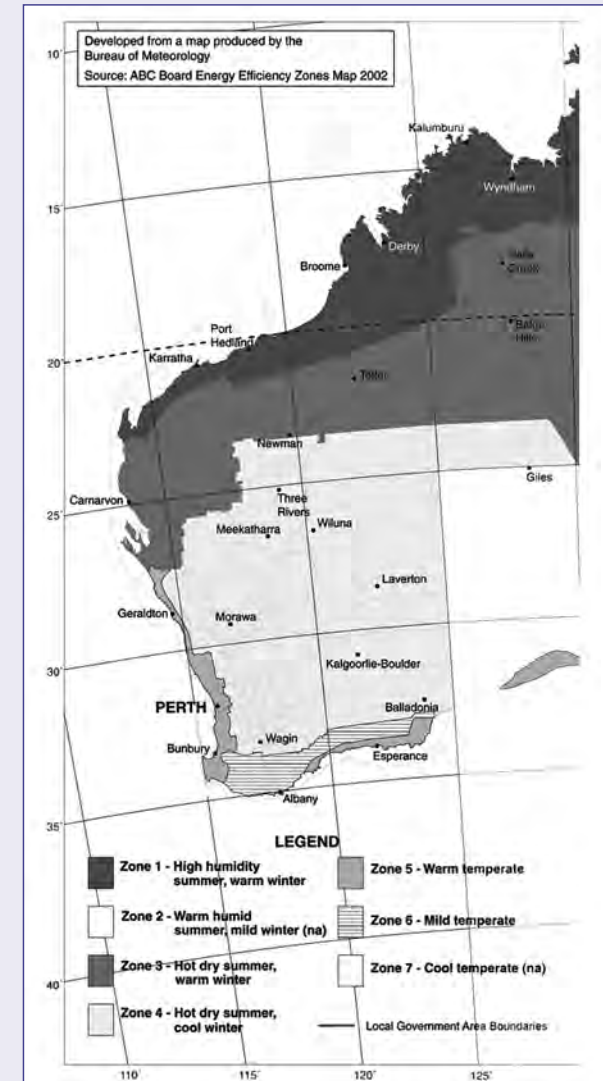 Developed from a map produced by the
Bureau of Meteorology
Source: ABC Board Energy Efficiency Zones Map 2002
10°
Kalumburu
Wyndham
15°
Derby
Broome
Halls
Creek
Port
Hedland
Balgo
Hills
20°
Karratha
Telfer
Newman
Giles
Carnarvon
Three
Rivers
25°
Meekatharra
Wiluna
Laverton
Geraldton
Morawa
30°
Kalgoorlie-Boulder
PERTH
Balladonia
Bunbury
Wagin
Esperance
Albany
35°
LEGEND
Zone 1 - High humidity
summer, warm winter
Zone 2 - Warm humid
summer, mild winter (na)
Zone 3 - Hot dry summer,
warm winter
40°
Zone 4 - Hot dry summer,
cool winter
Zone 5 - Warm temperate
Zone 6 - Mild temperate
Zone 7 - Cool temperate (na)
Local Government Area Boundaries
110°
115°
120°
125°